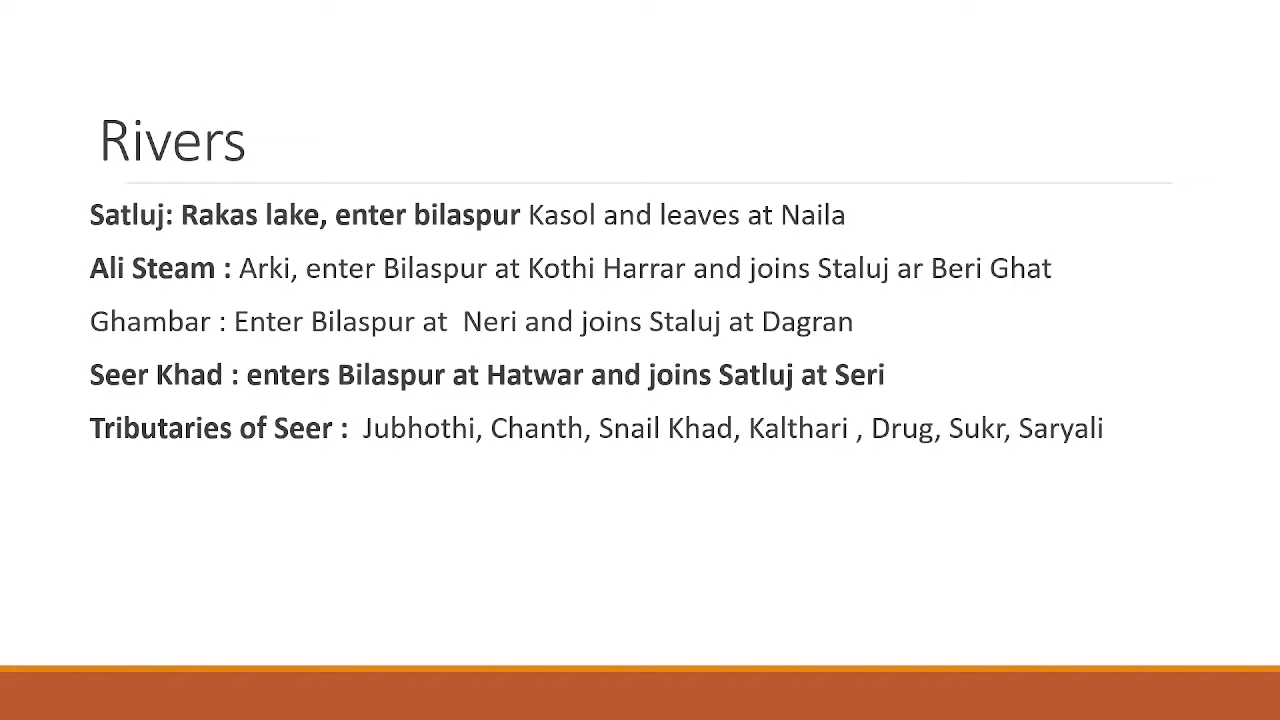 Rivers
Satluj: Rakas lake, enter bilaspur Kasol and leaves at Naila
Ali Steam : Arki, enter Bilaspur at Kothi Harrar and joins Staluj ar Beri Ghat
Ghambar : Enter Bilaspur at  Neri and joins Staluj at Dagran
Seer Khad : enters Bilaspur at Hatwar and joins Satluj at Seri
Tributaries of Seer :  Jubhothi, Chanth, Snail Khad, Kalthari , Drug, Sukr, Saryali